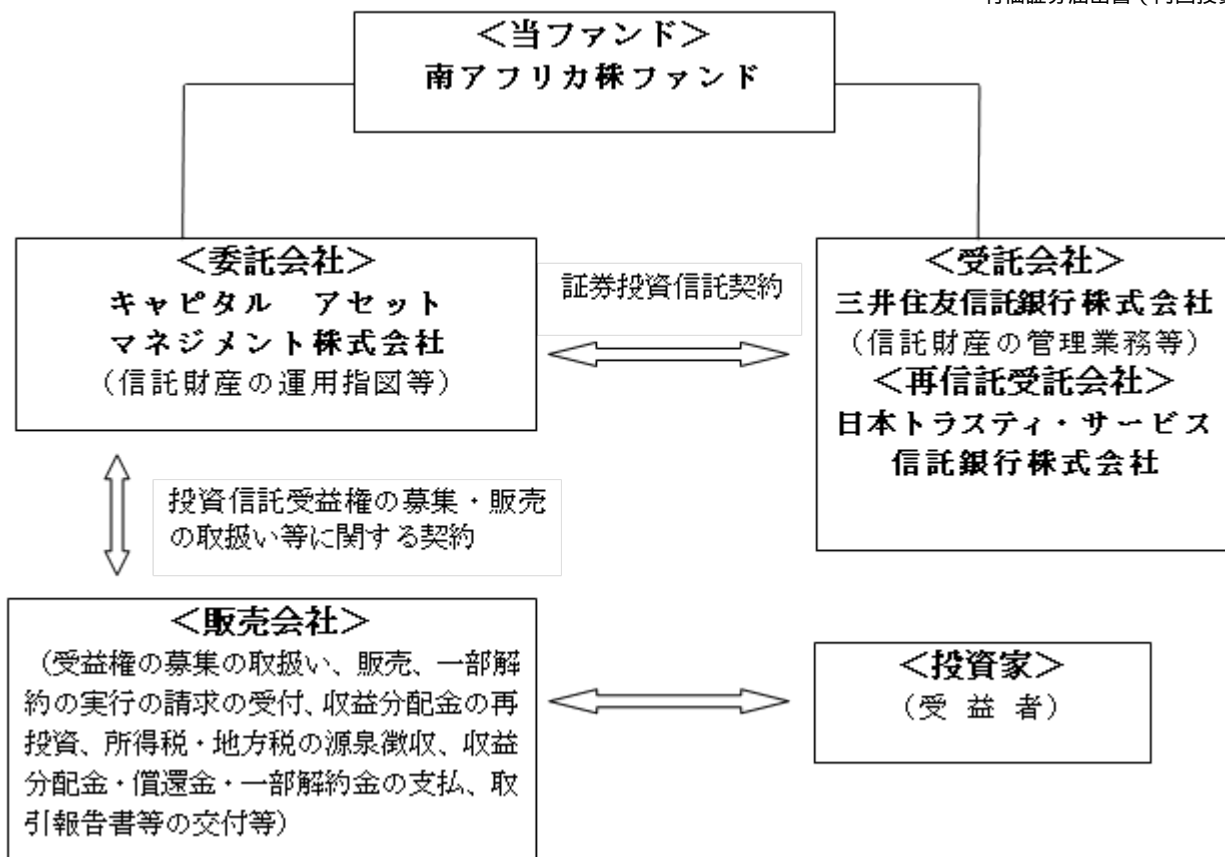 ＜当ファンド＞
南アフリカ株ファンド
＜委託会社＞
キャピタル　アセット
マネジメント株式会社
（信託財産の運用指図等）
証券投資信託契約
＜受託会社＞
三井住友信託銀行株式会社
（信託財産の管理業務等）
＜再信託受託会社＞
日本トラスティ・サービス
信託銀行株式会社
投資信託受益権の募集・販売
の取扱い等に関する契約
＜販売会社＞
（受益権の募集の取扱い、販売、一部解
約の実行の請求の受付、収益分配金の再
投資、所得税・地方税の源泉徴収、収益
分配金・償還金・一部解約金の支払、取
引報告書等の交付等）
＜投資家＞
（受 益 者）